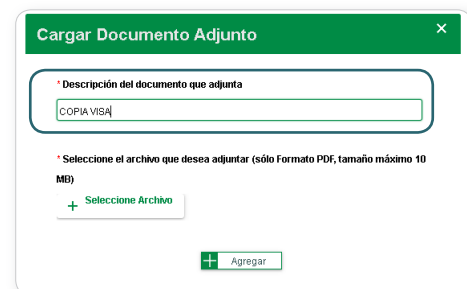 Cargar Documento Adjunto ×
* Descripción del documento que adjunta
COPIA VISA
* Seleccione el archivo que desea adjuntar (sólo Formato PDF, tamaño máximo 10
MB)
+ Seleccione Archivo
+ Agregar